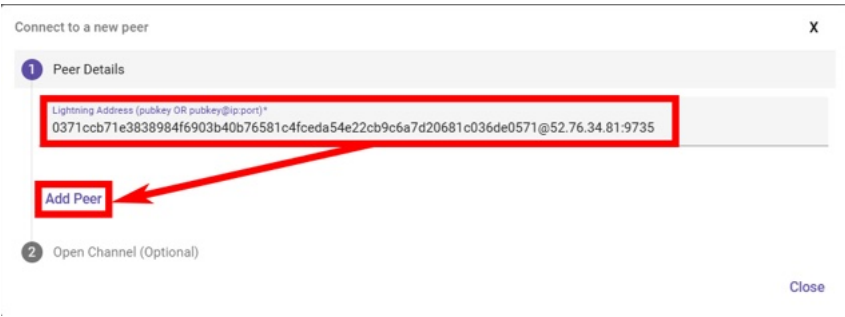 Connect to a new peer X
1 Peer Details
Lightning Address (pubkey OR pubkey@ip:port)*
0371ccb71e3838984f6903b40b76581c4fceda54e22cb9c6a7d20681c036de0571@52.76.34.81:9735
Add Peer
2 Open Channel (Optional)
Close